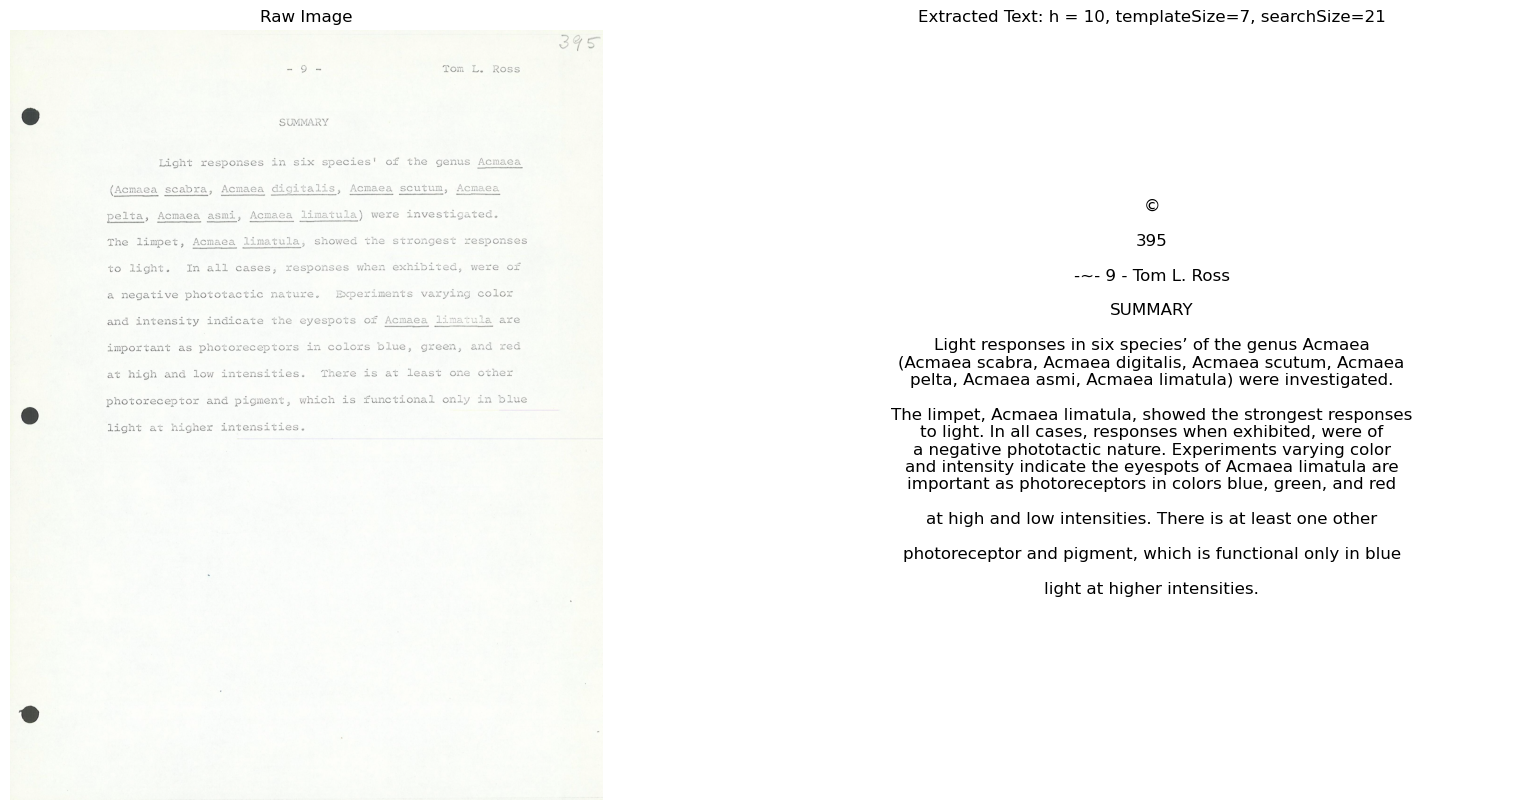 Raw Image
395
- 9 -
Tom L. Ross
SUMMARY
Light responses in six species' of the genus Acmaea
(Acmaea scabra, Acmaea digitalis, Acmaea scutum, Acmaea
pelta, Acmaea asmi, Acmaea limatula) were investigated.
The limpet, Acmaea limatula, showed the strongest responses
to light. In all cases, responses when exhibited, were of
a negative phototactic nature. Experiments varying color
and intensity indicate the eyespots of Acmaea limatula are
important as photoreceptors in colors blue, green, and red
at high and low intensities. There is at least one other
photoreceptor and pigment, which is functional only in blue
light at higher intensities.
Extracted Text: h = 10, templateSize=7, searchSize=21
©
395
-~- 9 - Tom L. Ross
SUMMARY
Light responses in six species’ of the genus Acmaea
(Acmaea scabra, Acmaea digitalis, Acmaea scutum, Acmaea
pelta, Acmaea asmi, Acmaea limatula) were investigated.
The limpet, Acmaea limatula, showed the strongest responses
to light. In all cases, responses when exhibited, were of
a negative phototactic nature. Experiments varying color
and intensity indicate the eyespots of Acmaea limatula are
important as photoreceptors in colors blue, green, and red
at high and low intensities. There is at least one other
photoreceptor and pigment, which is functional only in blue
light at higher intensities.